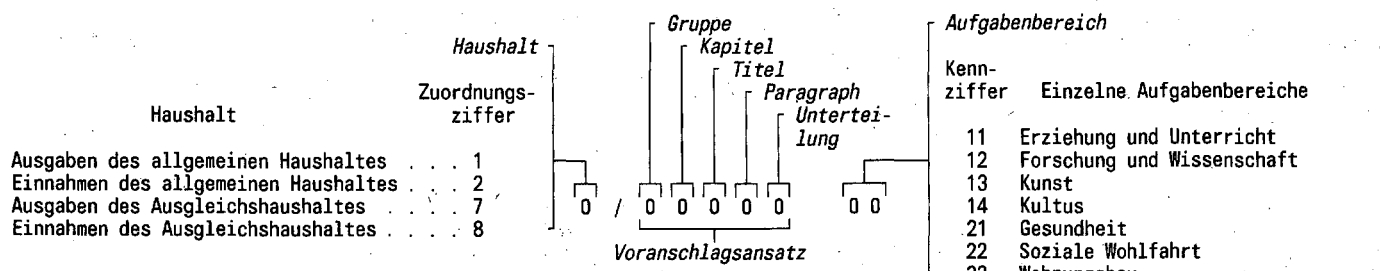 Gruppe
Aufgabenbereich
Haushalt
Kapitel
Titel
Kenn-
Zuordnungs-
Paragraph
ziffer Einzelne Aufgabenbereiche
Haushalt
ziffer
Untertei-
lung
11 Erziehung und Unterricht
Ausgaben des allgemeinen Haushaltes . . . 1
12 Forschung und Wissenschaft
Einnahmen des allgemeinen Haushaltes . . . 2
13 Kunst
Ausgaben des Ausgleichshaushaltes . . . . 7
0 / 0 0 0 0 0 0 0
14 Kultus
Einnahmen des Ausgleichshaushaltes . . . . 8
21 Gesundheit
Voranschlagsansatz
22 Soziale Wohlfahrt